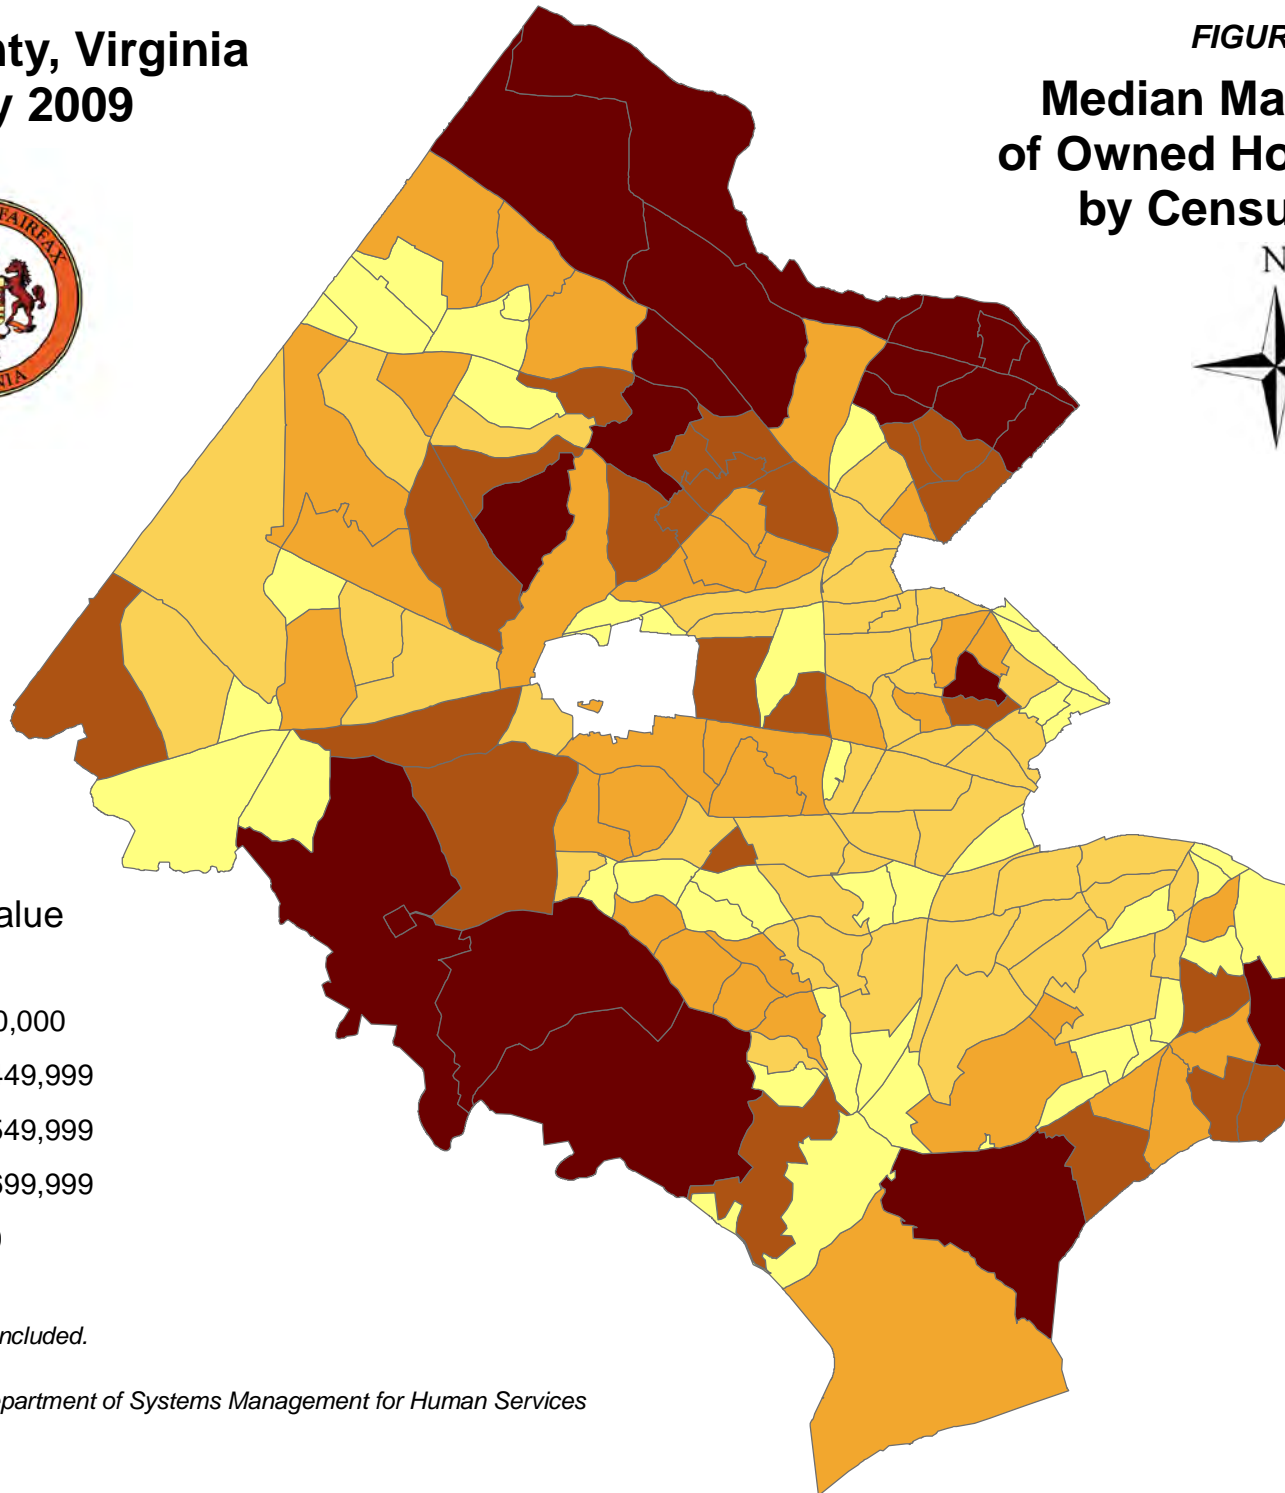 nty, Virginia
y 2009
FIGUR
Median Ma
of Owned Ho
by Censu
FAIRFAX
NIA
N
alue
0,000
49,999
549,999
699,999
ncluded.
partment of Systems Management for Human Services